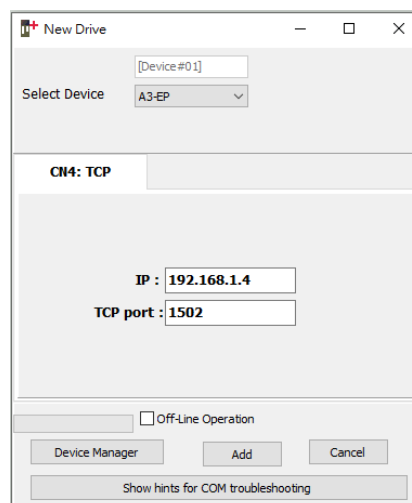 New Drive
[Device#01]
Select Device A3-EP
CN4: TCP
IP : 192.168.1.4
TCP port : 1502
Off-Line Operation
Device Manager Add Cancel
Show hints for COM troubleshooting